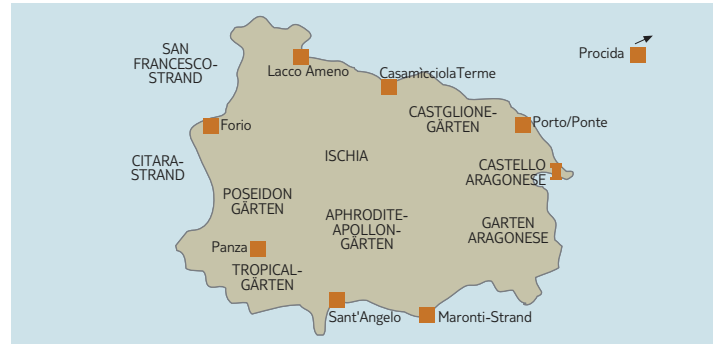 SAN
FRANCESCO-
STRAND
Lacco Ameno
Procida
CasamìcciolaTerme
CASTGLIONE-
GÄRTEN
Forio
Porto/Ponte
ISCHIA
CITARA-
STRAND
CASTELLO
ARAGONESE
POSEIDON
GÄRTEN
APHRODITE-
APOLLON-
GÄRTEN
GARTEN
ARAGONESE
Panza
TROPICAL-
GÄRTEN
Sant'Angelo
Maronti-Strand